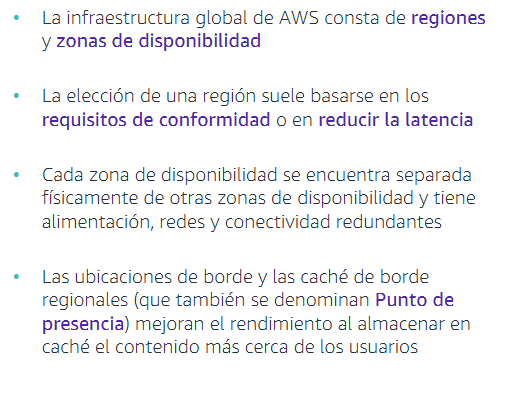 • La infraestructura global de AWS consta de regiones
y zonas de disponibilidad
• La elección de una región suele basarse en los
requisitos de conformidad o en reducir la latencia
• Cada zona de disponibilidad se encuentra separada
físicamente de otras zonas de disponibilidad y tiene
alimentación, redes y conectividad redundantes
• Las ubicaciones de borde y las caché de borde
regionales (que también se denominan Punto de
presencia) mejoran el rendimiento al almacenar en
caché el contenido más cerca de los usuarios